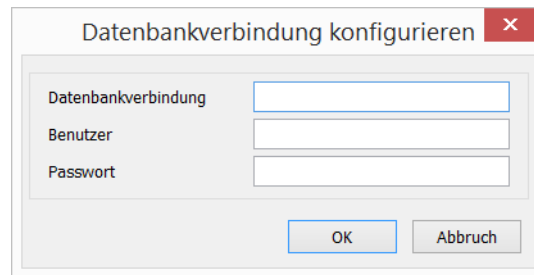 Datenbankverbindung konfigurieren
Datenbankverbindung
Benutzer
Passwort
OK Abbruch